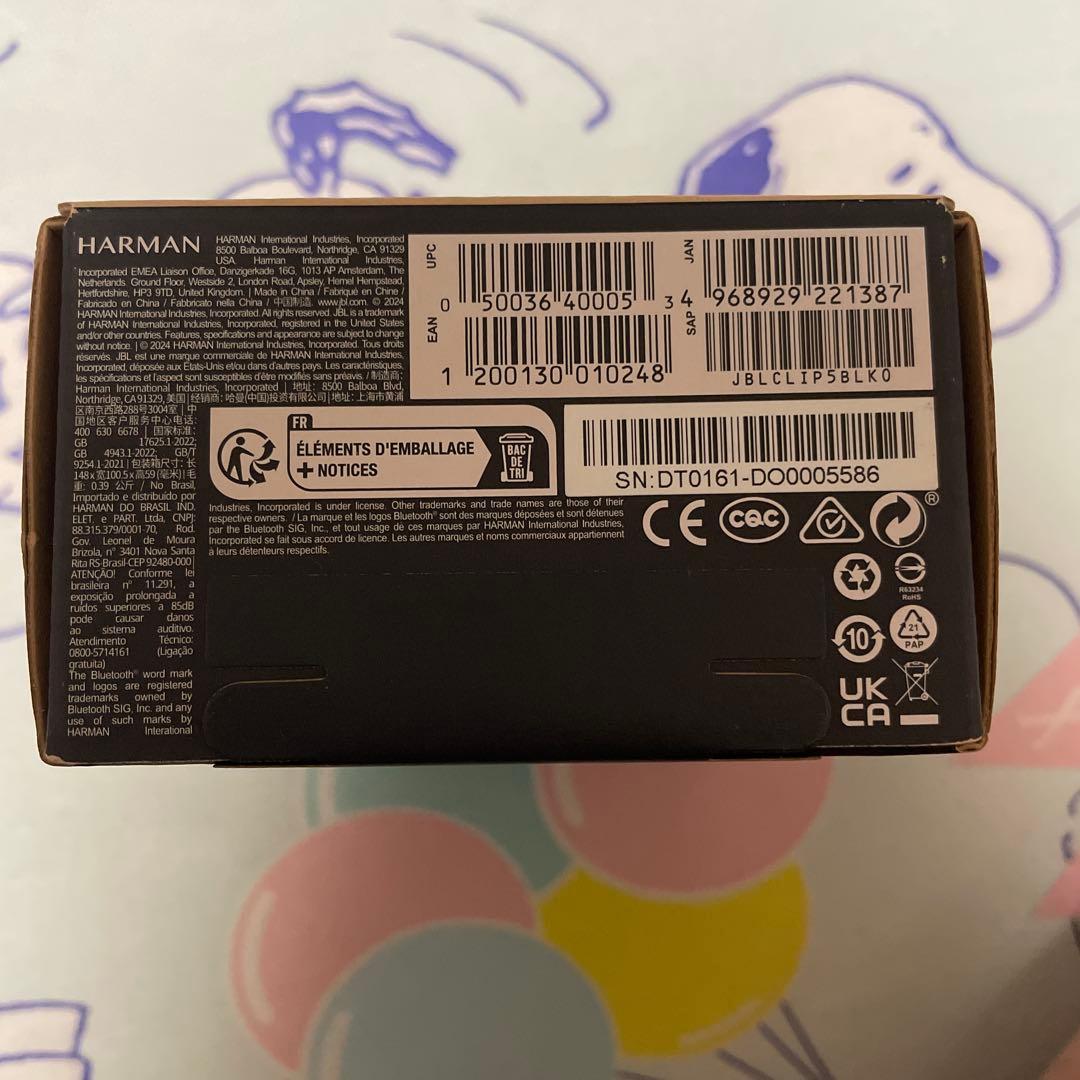 HARMAN
HARMAN International Industries, Incorporated
8500 Balboa Boulevard, Northridge, CA 91329
USA Harman International Industries,
Incorporated EMEA Liaison Office, Danzigerkade 16G, 1013 AP Amsterdam, The
Netherlands. Ground Floor, Westside 2, London Road, Apsley, Hemel Hempstead,
Hertfordshire, HP3 9TD, United Kingdom. | Made in China / Fabriqué en Chine /
Fabricado en China / Fabbricato nella China / 中国制造. www.jbl.com. © 2024
HARMAN International Industries, Incorporated. All rights reserved. JBL is a trademark
of HARMAN International Industries, Incorporated, registered in the United States
and/or other countries. Features, specifications and appearance are subject to change
without notice. | © 2024 HARMAN International Industries, Incorporated. Tous droits
réservés. JBL est une marque commerciale de HARMAN International Industries,
Incorporated, déposée aux États-Unis et/ou dans d'autres pays. Les caractéristiques,
les spécifications et l'aspect sont susceptibles d'être modifiés sans préavis. / 制造商:
Harman International Industries, Incorporated | 地址: 8500 Balboa Blvd,
Northridge, CA 91329, 美国 | 经销商: 哈曼(中国)投资有限公司 | 地址: 上海市黄浦
区南京西路288号3004室 | 中
国地区客户服务中心电话:
400 630 6678 | 国家标准:
GB 17625.1-2022;
GB 4943.1-2022; GB/T
9254.1-2021 | 包装箱尺寸: 长
148 x 宽100.5 x 高59 (毫米) | 毛
重: 0.39 公斤 / No Brasil,
Importado e distribuído por
HARMAN DO BRASIL IND.
ELET. e PART. Ltda, CNPJ:
88.315.379/0001-70, Rod.
Gov. Leonel de Moura
Brizola, n° 3401 Nova Santa
Rita RS-Brasil-CEP 92480-000 |
ATENÇÃO! Conforme lei
brasileira n° 11.291, a
exposição prolongada a
ruídos superiores a 85dB
pode causar danos
ao sistema auditivo.
Atendimento Técnico:
0800-5714161 (Ligação
gratuita)
The Bluetooth® word mark
and logos are registered
trademarks owned by
Bluetooth SIG, Inc. and any
use of such marks by
HARMAN Interational
Industries, Incorporated is under license. Other trademarks and trade names are those of their
respective owners. / La marque et les logos Bluetooth® sont des marques déposées et sont détenues
par the Bluetooth SIG, Inc., et tout usage de ces marques par HARMAN International Industries,
Incorporated se fait sous accord de licence. Les autres marques et noms commerciaux appartiennent
à leurs détenteurs respectifs.
UPC
0 50036 40005 3
JAN
4 968929 221387
EAN
1 200130 010248
SAP
JBLCLIP5BLK0
FR
ÉLÉMENTS D'EMBALLAGE
+ NOTICES
BAC
DE
TRI
SN:DT0161-DO0005586
CE
CQC
®
R63234
RoHS
10
21
PAP
UK
CA